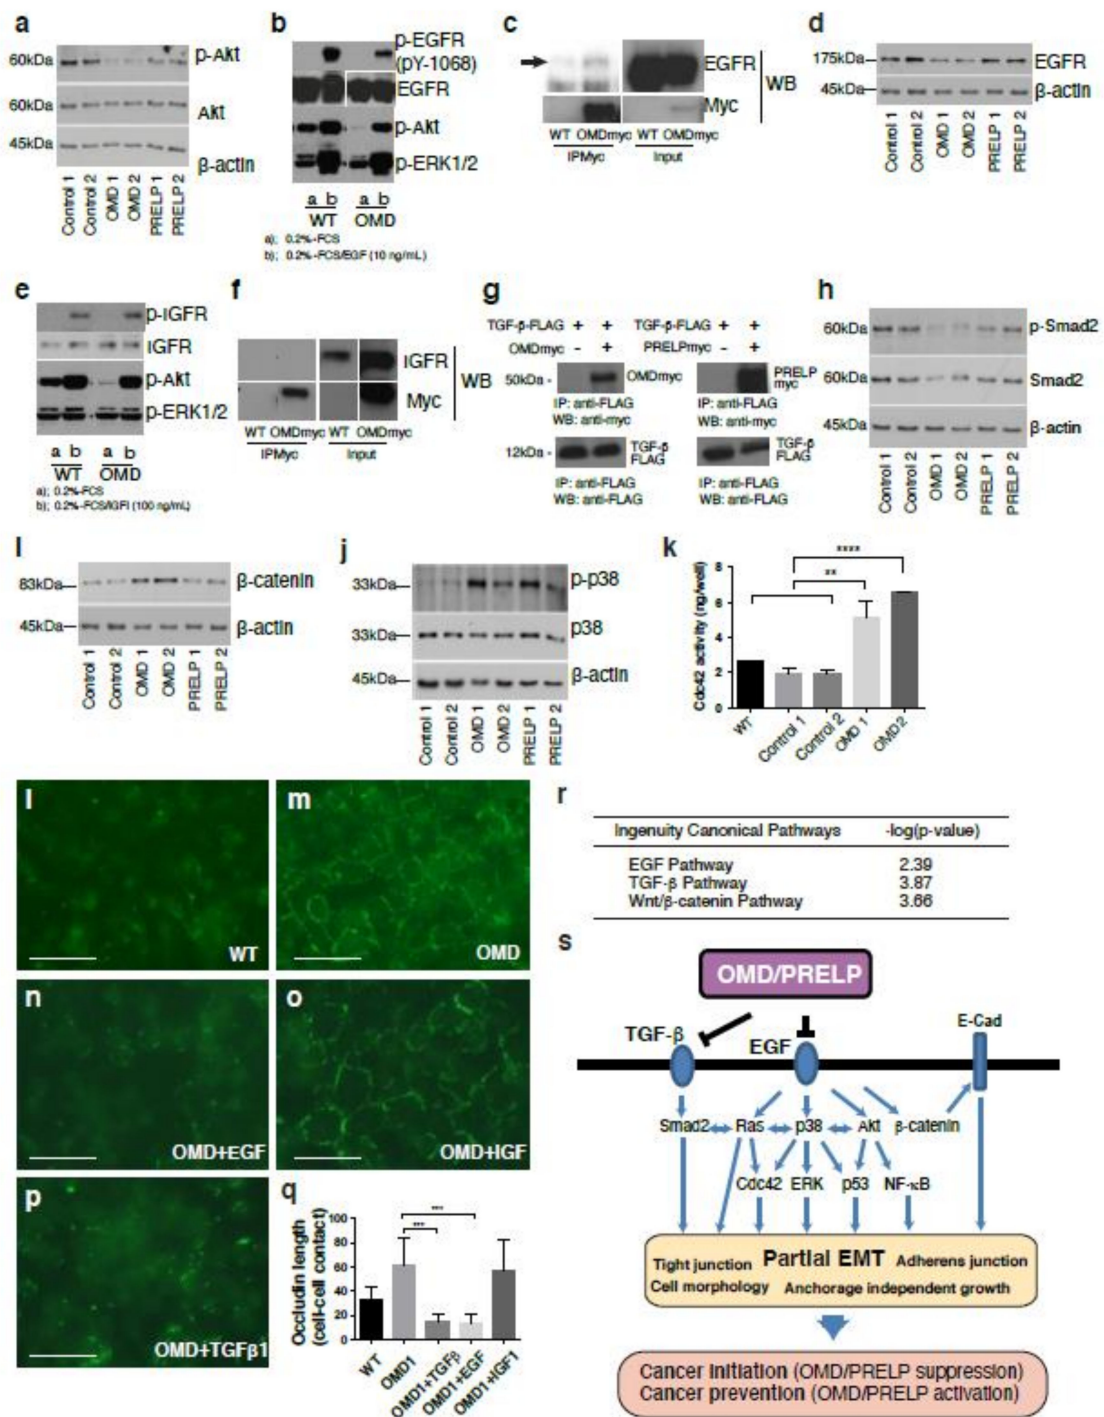 a
60kDa
p-Akt
60kDa
Akt
45kDa
β-actin
Control 1
Control 2
OMD 1
OMD 2
PRELP 1
PRELP 2
b
p-EGFR
(pY-1068)
EGFR
p-Akt
p-ERK1/2
a b a b
WT OMD
a); 0.2%-FCS
b); 0.2%-FCS/EGF (10 ng/mL)
c
EGFR
Myc
WB
WT OMDmyc WT OMDmyc
IPMyc Input
d
175kDa
EGFR
45kDa
β-actin
Control 1
Control 2
OMD 1
OMD 2
PRELP 1
PRELP 2
e
p-IGFR
IGFR
p-Akt
p-ERK1/2
a b a b
WT OMD
a); 0.2%-FCS
b); 0.2%-FCS/IGFI (100 ng/mL)
f
IGFR
Myc
WB
WT OMDmyc WT OMDmyc
IPMyc Input
g
TGF-β-FLAG + +
OMDmyc - +
50kDa -
OMDmyc
IP: anti-FLAG
WB: anti-myc
12kDa -
TGF-β
FLAG
IP: anti-FLAG
WB: anti-FLAG
TGF-β-FLAG + +
PRELPmyc - +
PRELP
myc
IP: anti-FLAG
WB: anti-myc
TGF-β
FLAG
IP: anti-FLAG
WB: anti-FLAG
h
60kDa
p-Smad2
60kDa
Smad2
45kDa
β-actin
Control 1
Control 2
OMD 1
OMD 2
PRELP 1
PRELP 2
I
83kDa
β-catenin
45kDa
β-actin
Control 1
Control 2
OMD 1
OMD 2
PRELP 1
PRELP 2
j
33kDa
p-p38
33kDa
p38
45kDa
β-actin
Control 1
Control 2
OMD 1
OMD 2
PRELP 1
PRELP 2
k
Cdc42 activity (ng/well)
8
6
4
2
0
****
**
WT
Control 1
Control 2
OMD 1
OMD2
l
WT
m
OMD
n
OMD+EGF
o
OMD+IGF
p
OMD+TGFβ1
q
Occludin length
(cell-cell contact)
100
80
60
40
20
0
***
***
WT
OMD1
OMD1+TGFβ
OMD1+EGF
OMD1+IGF1
r
Ingenuity Canonical Pathways -log(p-value)
EGF Pathway 2.39
TGF-β Pathway 3.87
Wnt/β-catenin Pathway 3.66
s
OMD/PRELP
TGF-β
EGF
E-Cad
Smad2 Ras p38 Akt β-catenin
Cdc42 ERK p53 NF-κB
Tight junction Partial EMT Adherens junction
Cell morphology Anchorage independent growth
Cancer initiation (OMD/PRELP suppression)
Cancer prevention (OMD/PRELP activation)